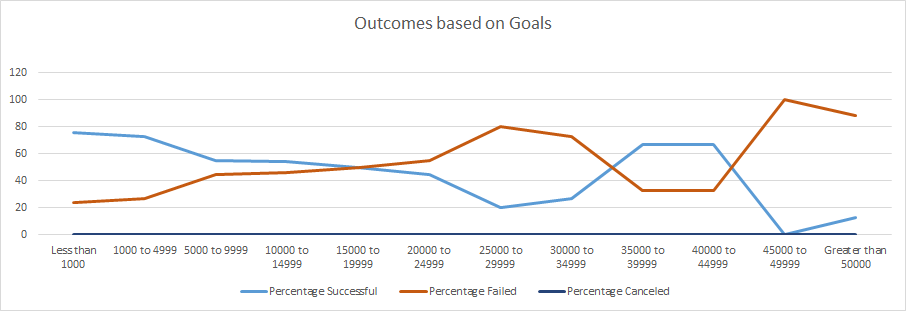 Outcomes based on Goals
120
100
80
60
40
20
0
Less than
1000
1000 to 4999
5000 to 9999
10000 to
14999
15000 to
19999
20000 to
24999
25000 to
29999
30000 to
34999
35000 to
39999
40000 to
44999
45000 to
49999
Greater than
50000
Percentage Successful
Percentage Failed
Percentage Canceled